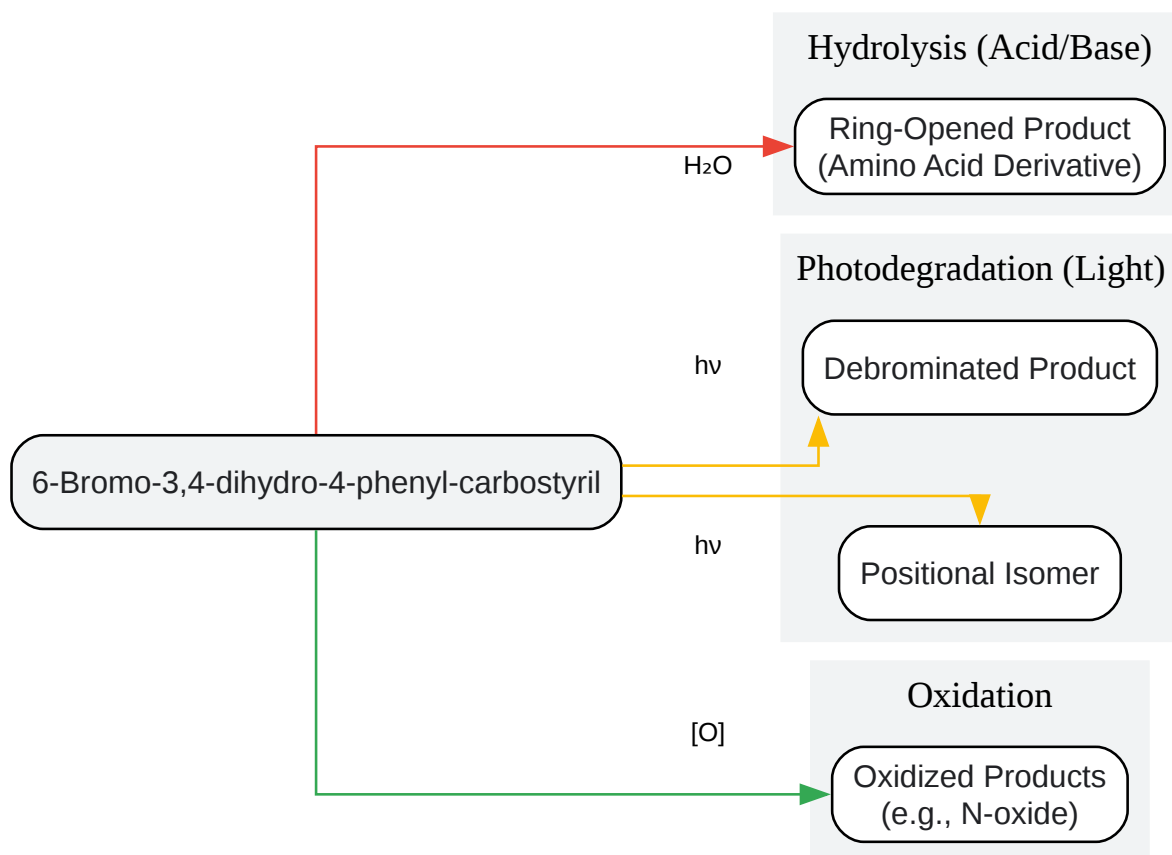 Hydrolysis (Acid/Base)
Ring-Opened Product
(Amino Acid Derivative)
H₂O
Photodegradation (Light)
hν
Debrominated Product
6-Bromo-3,4-dihydro-4-phenyl-carbostyril
hν
Positional Isomer
Oxidation
[O]
Oxidized Products
(e.g., N-oxide)